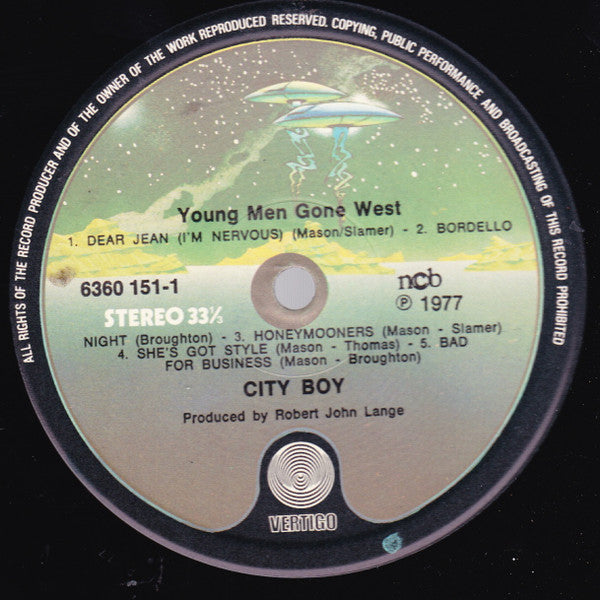 ALL RIGHTS OF THE RECORD PRODUCER AND OF THE OWNER OF THE WORK REPRODUCED RESERVED. COPYING, PUBLIC PERFORMANCE AND BROADCASTING OF THIS RECORD PROHIBITED
Young Men Gone West
1. DEAR JEAN (I'M NERVOUS) (Mason/Slamer) - 2. BORDELLO
6360 151-1
ncb
STEREO 33⅓
℗ 1977
NIGHT (Broughton) - 3. HONEYMOONERS (Mason - Slamer)
4. SHE'S GOT STYLE (Mason - Thomas) - 5. BAD
FOR BUSINESS (Mason - Broughton)
CITY BOY
Produced by Robert John Lange
VERTIGO